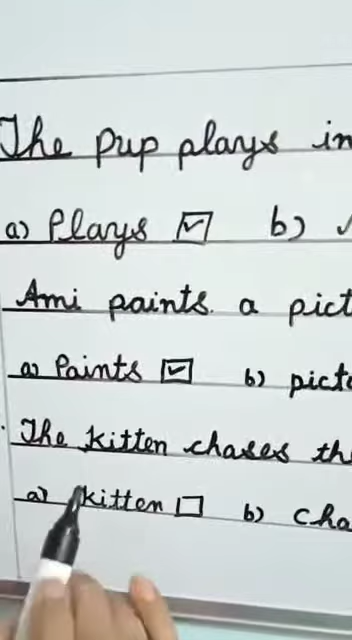 The pup plays in
a) Plays ☑ b)
Ami paints a pict
a) Paints ☑ b) pict
The kitten chases th
a) kitten ☐ b) cha